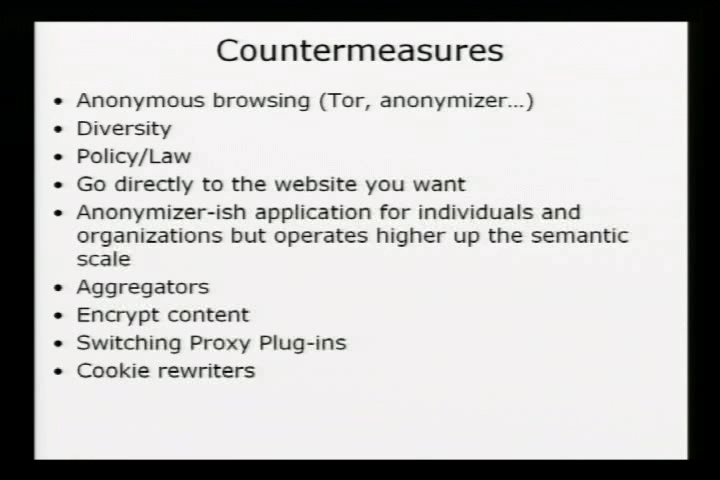 Countermeasures
• Anonymous browsing (Tor, anonymizer…)
• Diversity
• Policy/Law
• Go directly to the website you want
• Anonymizer-ish application for individuals and
organizations but operates higher up the semantic
scale
• Aggregators
• Encrypt content
• Switching Proxy Plug-ins
• Cookie rewriters